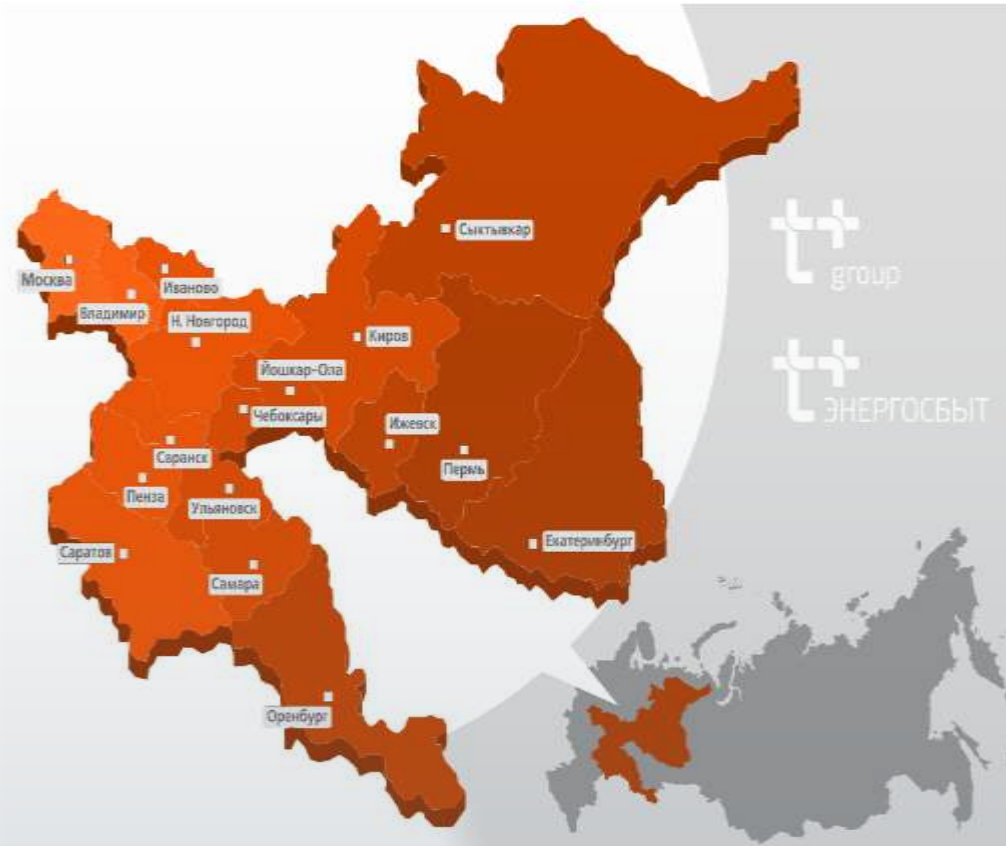 t+
group
t+
ЭНЕРГОСБЫТ
Сыктывкар
Москва
Иваново
Владимир
Н. Новгород
Киров
Йошкар-Ола
Чебоксары
Ижевск
Саранск
Пермь
Пенза
Ульяновск
Саратов
Екатеринбург
Самара
Оренбург